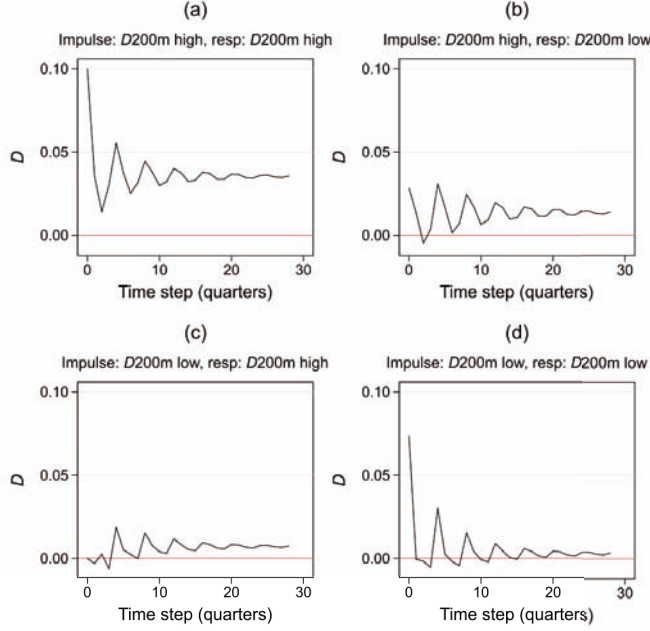 (a)
Impulse: D200m high, resp: D200m high
0.10
0.05
0.00
D
0 10 20 30
Time step (quarters)
(b)
Impulse: D200m high, resp: D200m low
0.10
0.05
0.00
D
0 10 20 30
Time step (quarters)
(c)
Impulse: D200m low, resp: D200m high
0.10
0.05
0.00
D
0 10 20 30
Time step (quarters)
(d)
Impulse: D200m low, resp: D200m low
0.10
0.05
0.00
D
0 10 20 30
Time step (quarters)